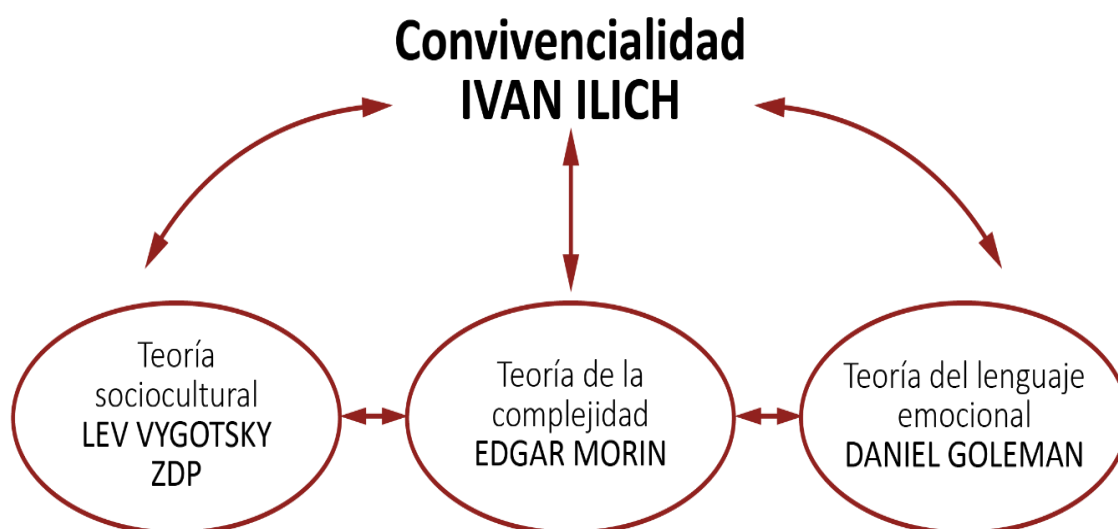 Convivencialidad
IVAN ILICH
Teoría
sociocultural
LEV VYGOTSKY
ZDP
Teoría de la
complejidad
EDGAR MORIN
Teoría del lenguaje
emocional
DANIEL GOLEMAN